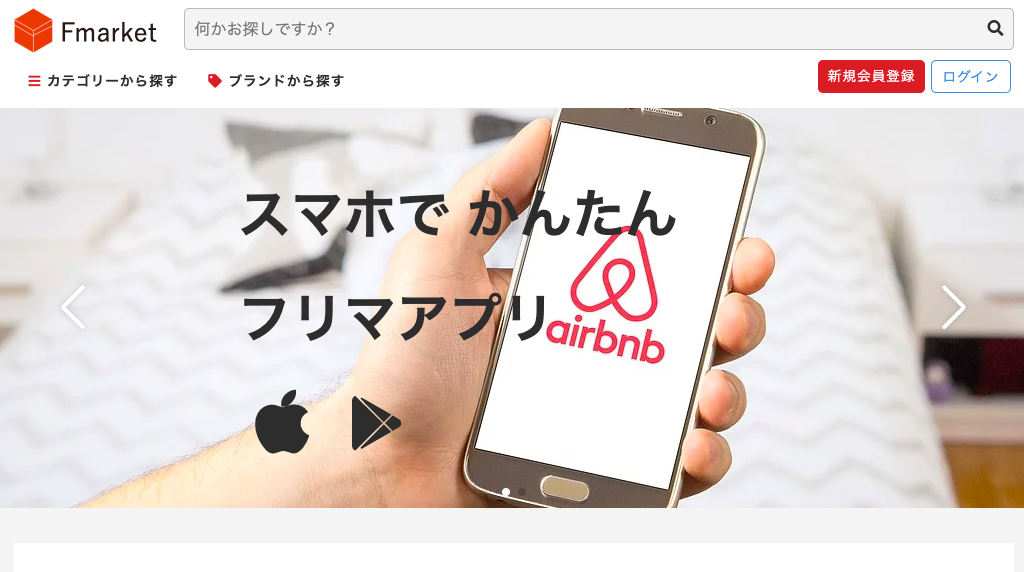 Fmarket
何かお探しですか？
カテゴリーから探す
ブランドから探す
新規会員登録
ログイン
スマホで かんたん
フリマアプリ
airbnb